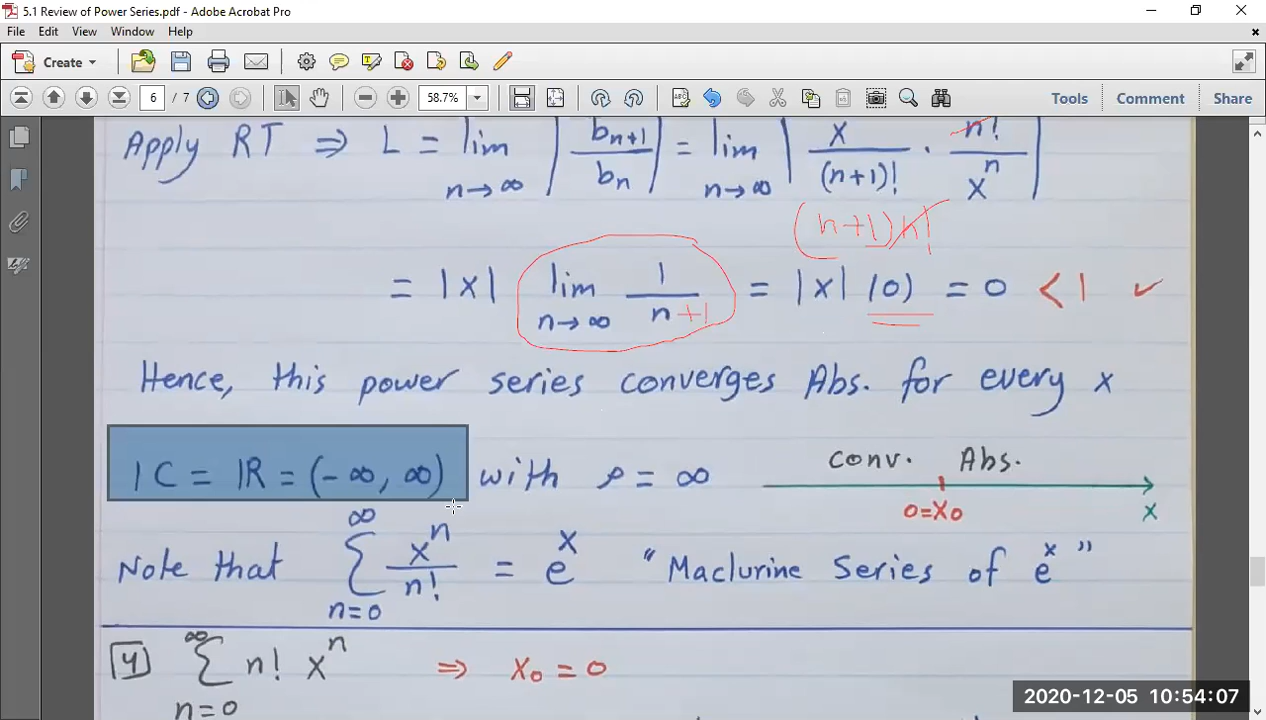 5.1 Review of Power Series.pdf - Adobe Acrobat Pro
File Edit View Window Help
Create
6 / 7 58.7% Tools Comment Share
Apply RT ⇒ L = lim n→∞ | b_{n+1} / b_n | = lim n→∞ | x / (n+1)! · n! / x^n |
(n+1) n!
= |x| lim n→∞ 1 / n+1 = |x| (0) = 0 < 1 ✓
Hence, this power series converges Abs. for every x
IC = IR = (-∞, ∞) with ρ = ∞
Conv. Abs.
0=x₀ x
Note that ∑_{n=0}^{∞} x^n / n! = e^x "Maclurine Series of e^x"
4 ∑_{n=0}^{∞} n! x^n ⇒ x₀ = 0
2020-12-05 10:54:07